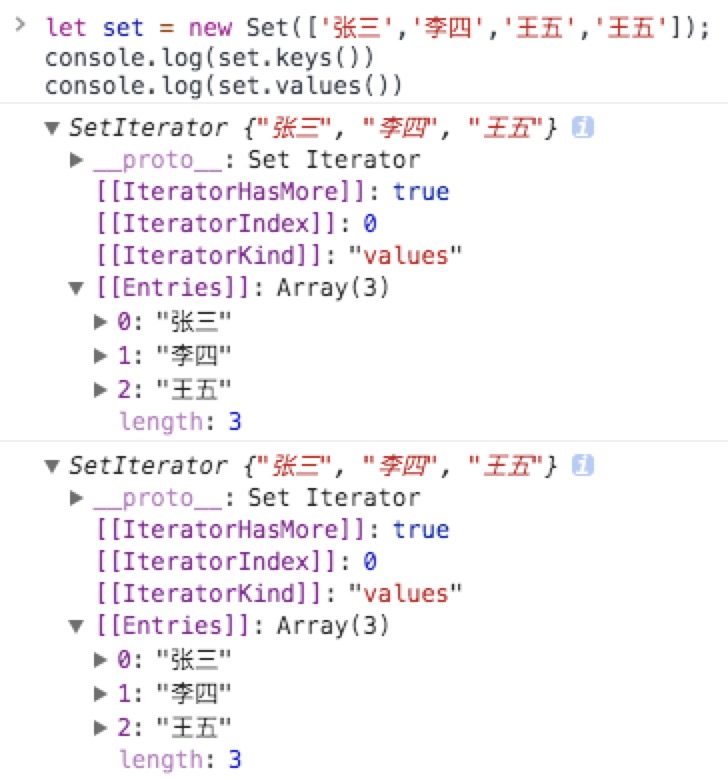 > let set = new Set(['张三','李四','王五','王五']);
console.log(set.keys())
console.log(set.values())
▼ SetIterator {"张三", "李四", "王五"} i
▶ __proto__: Set Iterator
[[IteratorHasMore]]: true
[[IteratorIndex]]: 0
[[IteratorKind]]: "values"
▼ [[Entries]]: Array(3)
▶ 0: "张三"
▶ 1: "李四"
▶ 2: "王五"
length: 3
▼ SetIterator {"张三", "李四", "王五"} i
▶ __proto__: Set Iterator
[[IteratorHasMore]]: true
[[IteratorIndex]]: 0
[[IteratorKind]]: "values"
▼ [[Entries]]: Array(3)
▶ 0: "张三"
▶ 1: "李四"
▶ 2: "王五"
length: 3